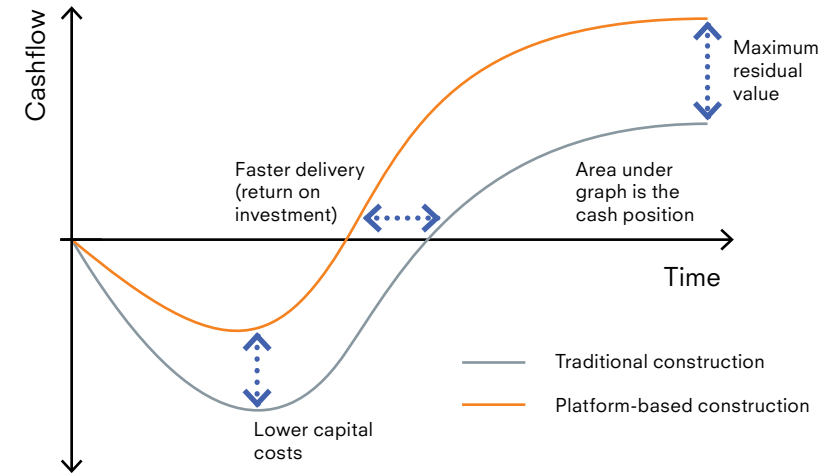 Cashflow
Maximum
residual
value
Faster delivery
(return on
investment)
Area under
graph is the
cash position
Time
Traditional construction
Platform-based construction
Lower capital
costs